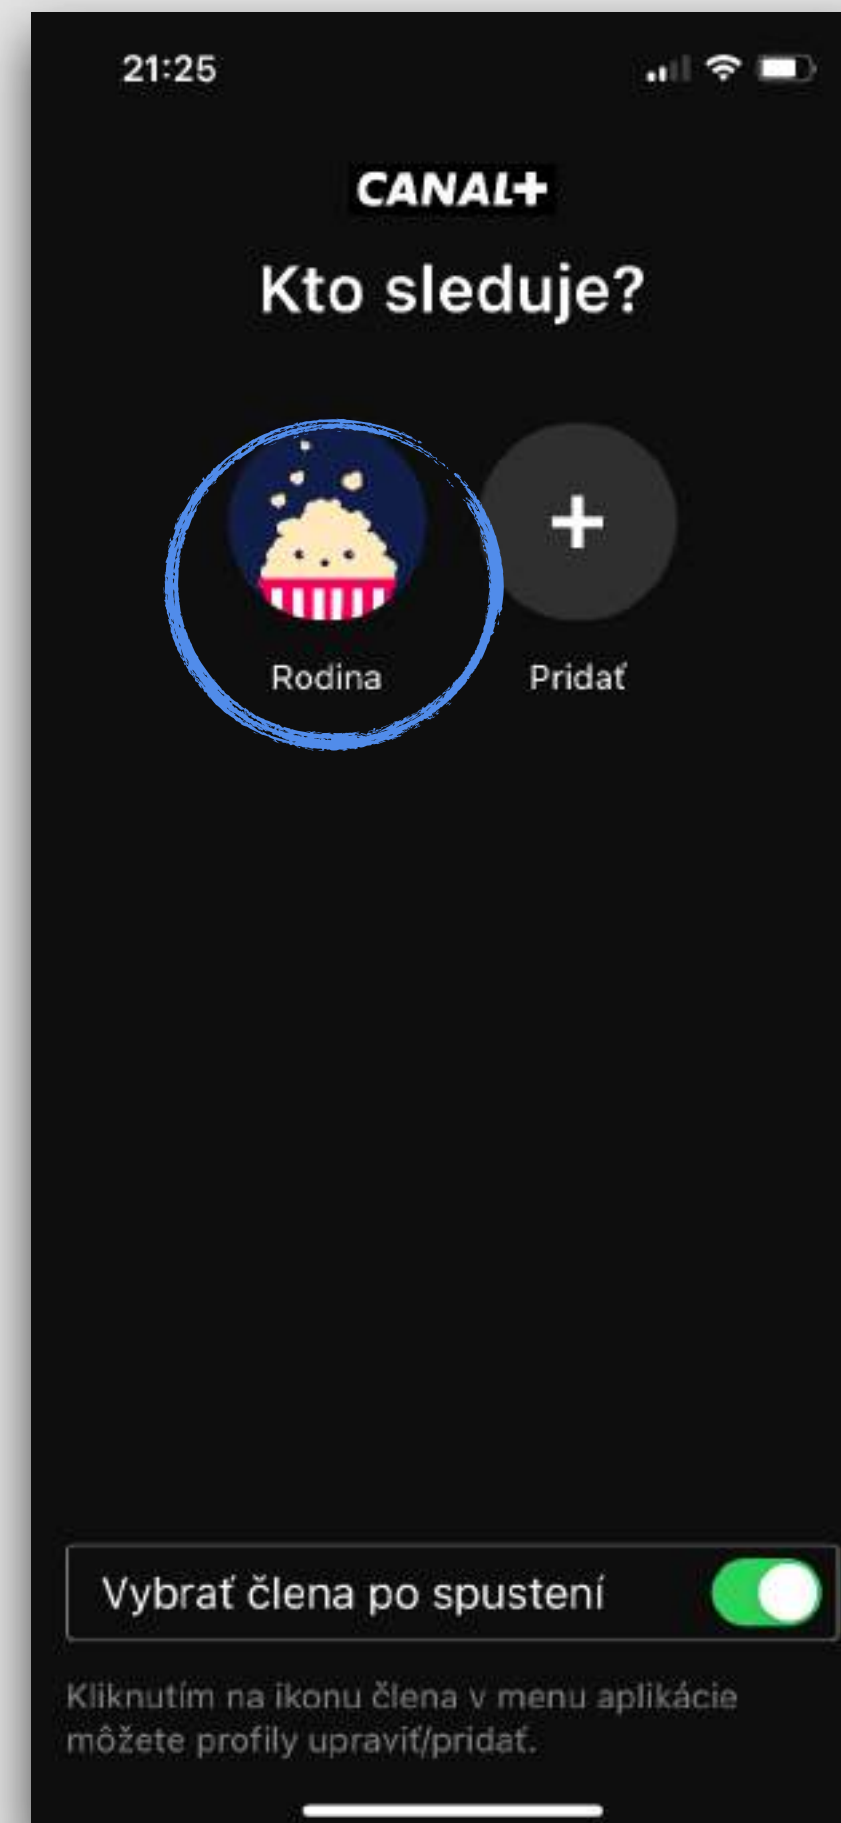 21:25
CANAL+
Kto sleduje?
Rodina
Pridať
Vybrať člena po spustení
Kliknutím na ikonu člena v menu aplikácie
môžete profily upraviť/pridať.